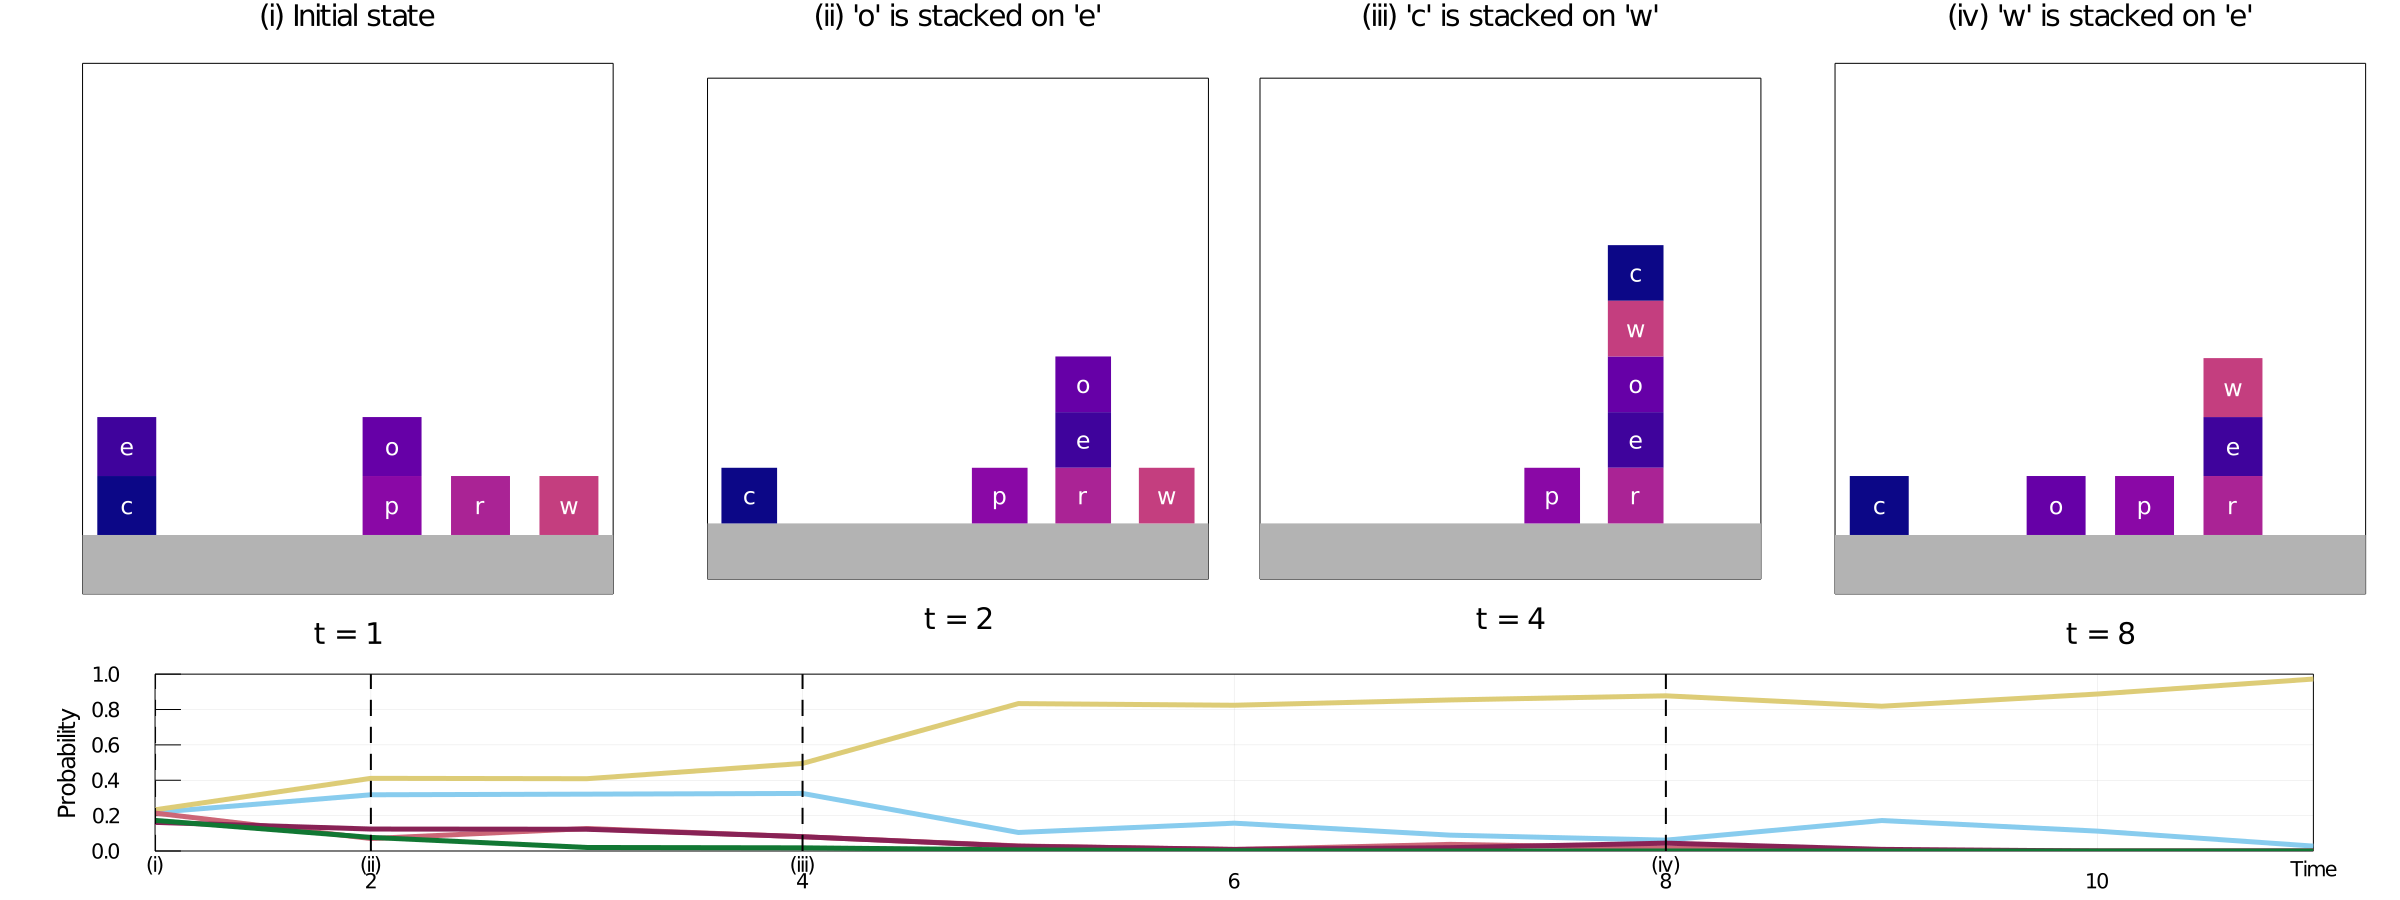 (i) Initial state
(ii) 'o' is stacked on 'e'
(iii) 'c' is stacked on 'w'
(iv) 'w' is stacked on 'e'
e
o
c
p
r
w
o
e
c
p
r
w
c
w
o
e
p
r
w
e
c
o
p
r
t = 1
t = 2
t = 4
t = 8
Probability
1.0
0.8
0.6
0.4
0.2
0.0
(i)
(ii)
(iii)
(iv)
Time
2
4
6
8
10